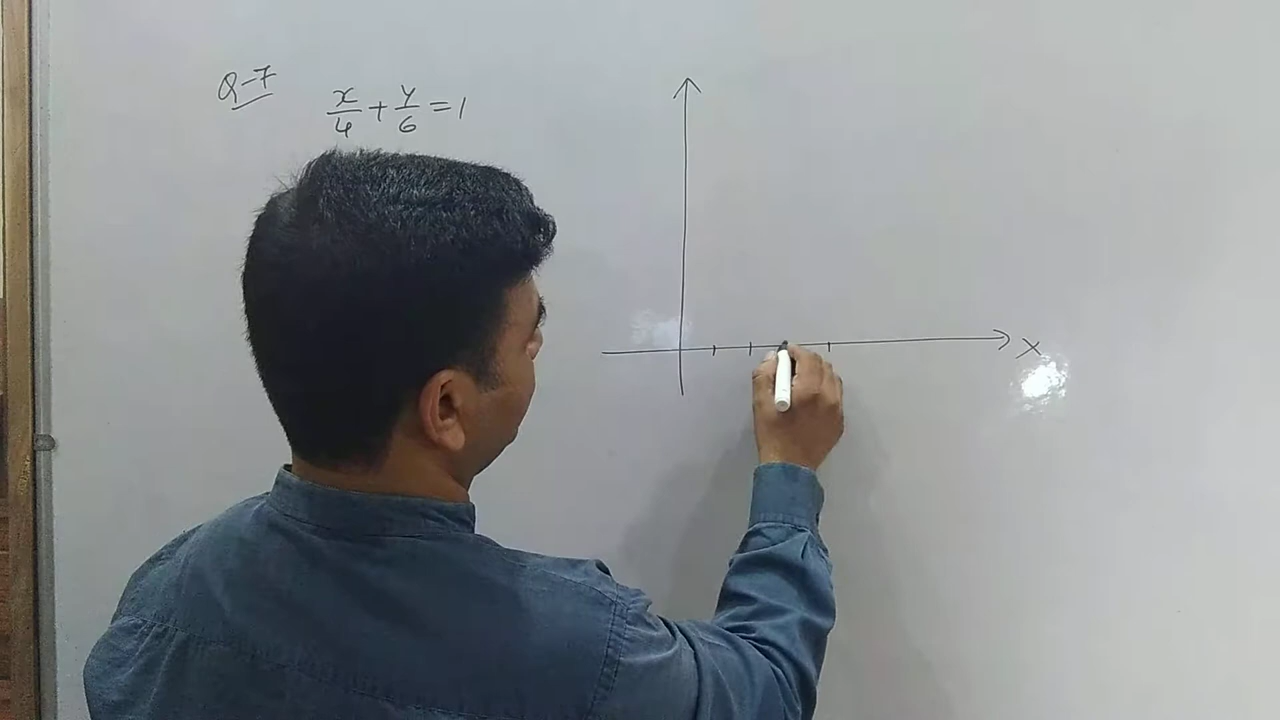 Q-7
x/4 + y/6 = 1
X